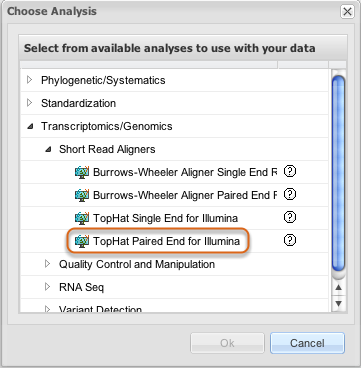 Choose Analysis
Select from available analyses to use with your data
Phylogenetic/Systematics
Standardization
Transcriptomics/Genomics
Short Read Aligners
Burrows-Wheeler Aligner Single End R
Burrows-Wheeler Aligner Paired End F
TopHat Single End for Illumina
TopHat Paired End for Illumina
Quality Control and Manipulation
RNA Seq
Variant Detection
Ok
Cancel